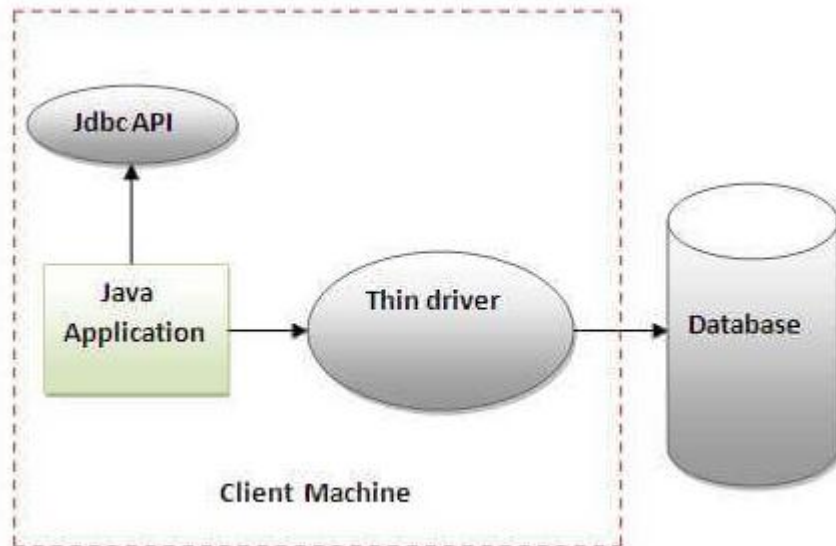 Jdbc API
Java
Application
Thin driver
Database
Client Machine